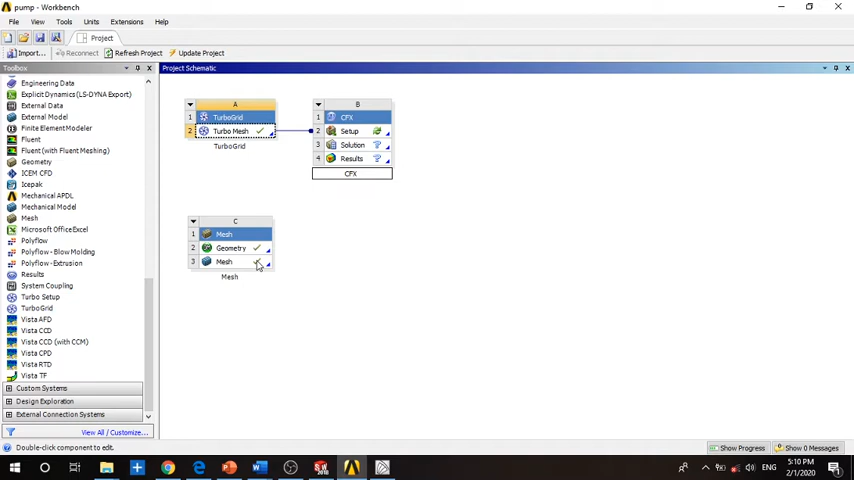 pump - Workbench
File View Tools Units Extensions Help
Project
Import... Reconnect Refresh Project Update Project
Toolbox
Project Schematic
Engineering Data
Explicit Dynamics (LS-DYNA Export)
External Data
External Model
Finite Element Modeler
Fluent
Fluent (with Fluent Meshing)
Geometry
ICEM CFD
Icepak
Mechanical APDL
Mechanical Model
Mesh
Microsoft Office Excel
Polyflow
Polyflow - Blow Molding
Polyflow - Extrusion
Results
System Coupling
Turbo Setup
TurboGrid
Vista AFD
Vista CCD
Vista CCD (with CCM)
Vista CPD
Vista RTD
Vista TF
Custom Systems
Design Exploration
External Connection Systems
View All / Customize...
A
1 TurboGrid
2 Turbo Mesh
TurboGrid
B
1 CFX
2 Setup
3 Solution
4 Results
CFX
C
1 Mesh
2 Geometry
3 Mesh
Mesh
Double-click component to edit.
Show Progress Show 0 Messages
ENG
5:10 PM
2/1/2020